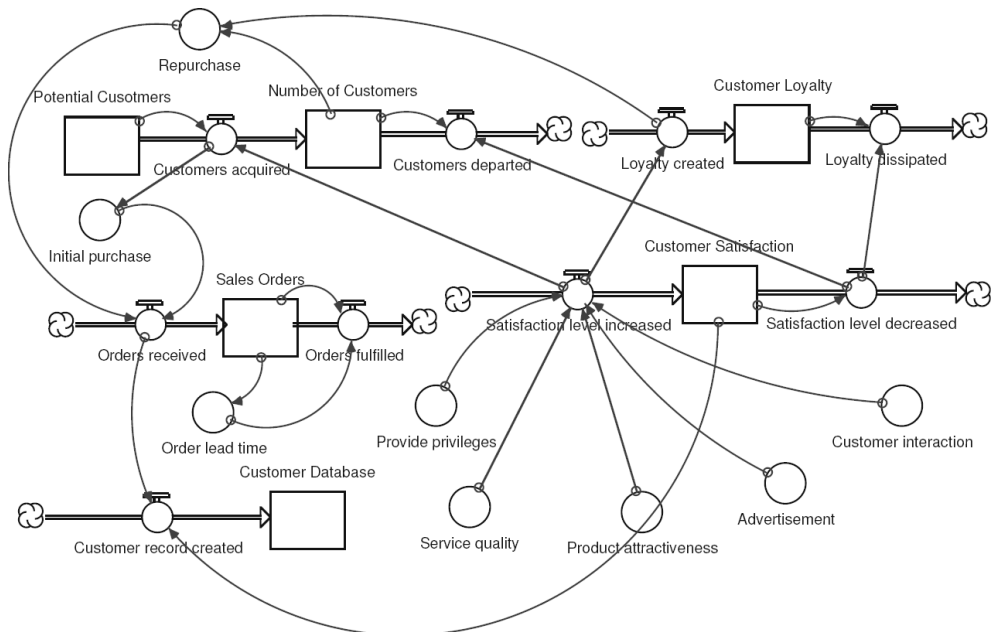 Repurchase
Potential Cusotmers
Number of Customers
Customer Loyalty
Customers acquired
Customers departed
Loyalty created
Loyalty dissipated
Initial purchase
Customer Satisfaction
Sales Orders
Satisfaction level increased
Satisfaction level decreased
Orders received
Orders fulfilled
Order lead time
Provide privileges
Customer interaction
Customer Database
Advertisement
Service quality
Product attractiveness
Customer record created